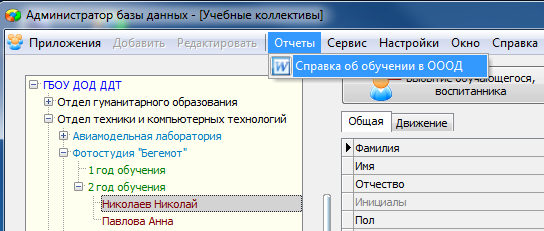 Администратор базы данных - [Учебные коллективы]
Приложения Добавить Редактировать Отчеты Сервис Настройки Окно Справка
Справка об обучении в ОООД
обучающегося,
воспитанника
ГБОУ ДОД ДДТ
Отдел гуманитарного образования
Отдел техники и компьютерных технологий
Авиамодельная лаборатория
Фотостудия "Бегемот"
1 год обучения
2 год обучения
Николаев Николай
Павлова Анна
Общая Движение
Фамилия
Имя
Отчество
Инициалы
Пол